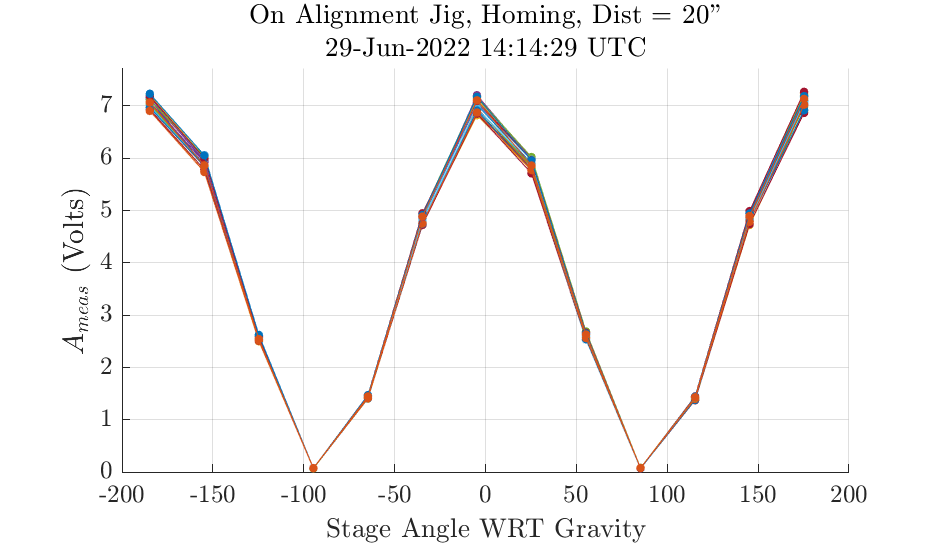 On Alignment Jig, Homing, Dist = 20”
29-Jun-2022 14:14:29 UTC
7
6
5
4
3
2
1
0
A_meas (Volts)
-200 -150 -100 -50 0 50 100 150 200
Stage Angle WRT Gravity